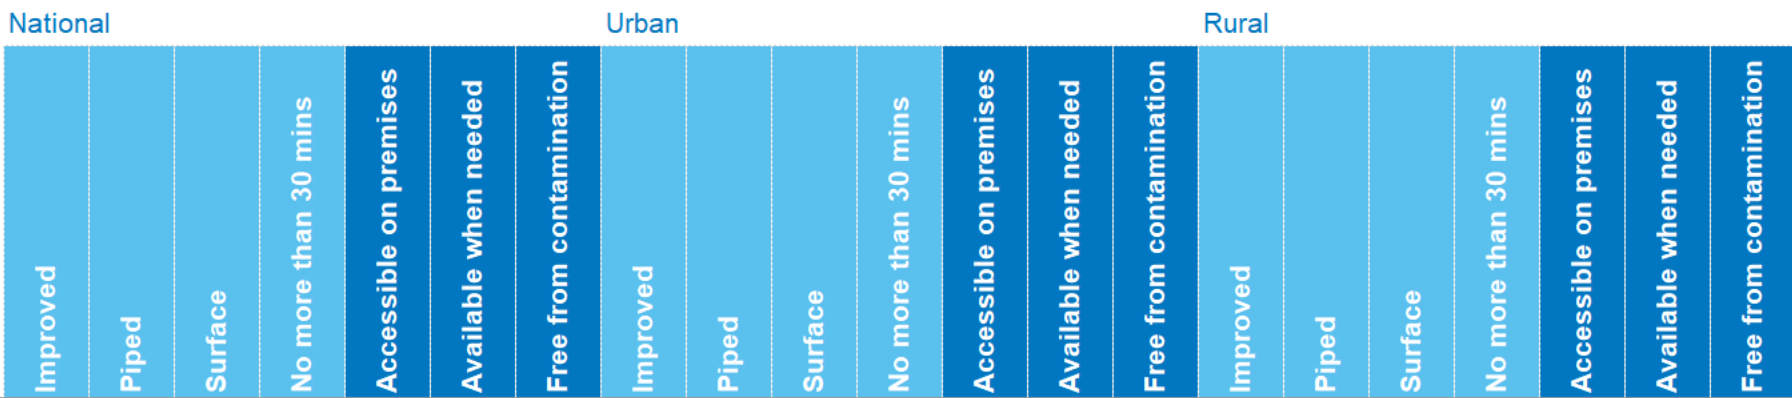 National
Urban
Rural
Improved
Piped
Surface
No more than 30 mins
Accessible on premises
Available when needed
Free from contamination
Improved
Piped
Surface
No more than 30 mins
Accessible on premises
Available when needed
Free from contamination
Improved
Piped
Surface
No more than 30 mins
Accessible on premises
Available when needed
Free from contamination